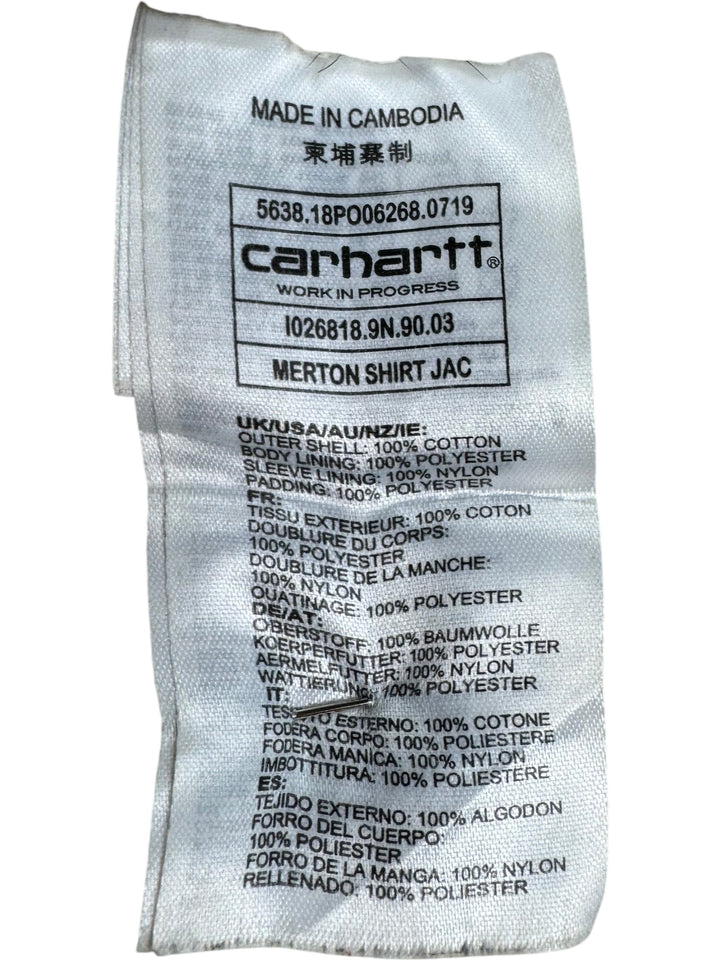 MADE IN CAMBODIA
柬埔寨制
5638.18PO06268.0719
carhartt®
WORK IN PROGRESS
I026818.9N.90.03
MERTON SHIRT JAC
UK/USA/AU/NZ/IE:
OUTER SHELL: 100% COTTON
BODY LINING: 100% POLYESTER
SLEEVE LINING: 100% NYLON
PADDING: 100% POLYESTER
FR:
TISSU EXTERIEUR: 100% COTON
DOUBLURE DU CORPS:
100% POLYESTER
DOUBLURE DE LA MANCHE:
100% NYLON
OUATINAGE: 100% POLYESTER
DE/AT:
OBERSTOFF: 100% BAUMWOLLE
KOERPERFUTTER: 100% POLYESTER
AERMELFUTTER: 100% NYLON
WATTIERUNG: 100% POLYESTER
IT:
ESTERNO: 100% COTONE
FODERA CORPO: 100% POLIESTERE
FODERA MANICA: 100% NYLON
IMBOTTITURA: 100% POLIESTERE
ES:
TEJIDO EXTERNO: 100% ALGODON
FORRO DEL CUERPO:
100% POLIESTER
FORRO DE LA MANGA: 100% NYLON
RELLENADO: 100% POLIESTER